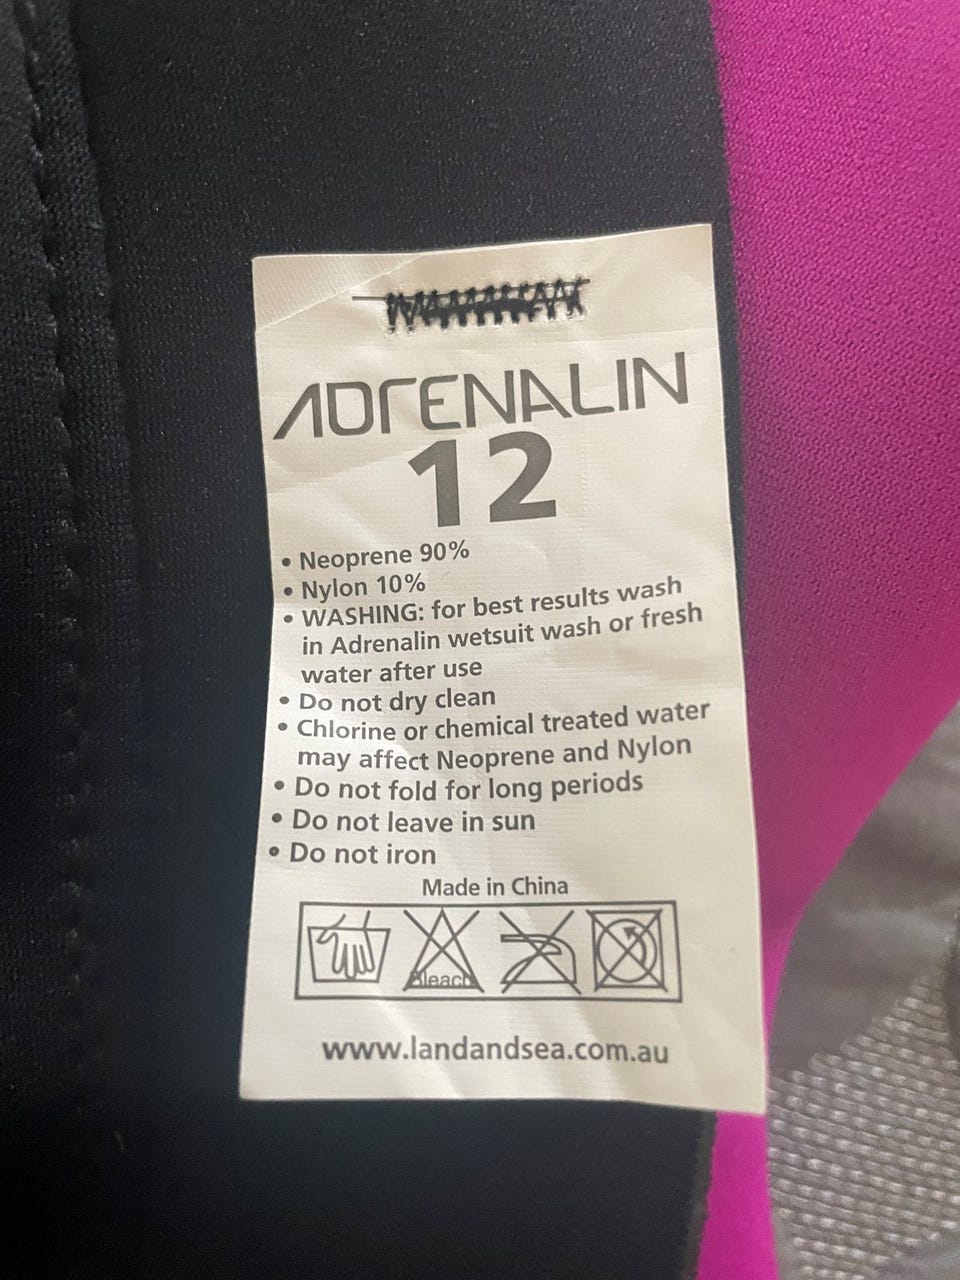 ADRENALIN
12
• Neoprene 90%
• Nylon 10%
• WASHING: for best results wash
in Adrenalin wetsuit wash or fresh
water after use
• Do not dry clean
• Chlorine or chemical treated water
may affect Neoprene and Nylon
• Do not fold for long periods
• Do not leave in sun
• Do not iron
Made in China
Bleach
www.landandsea.com.au